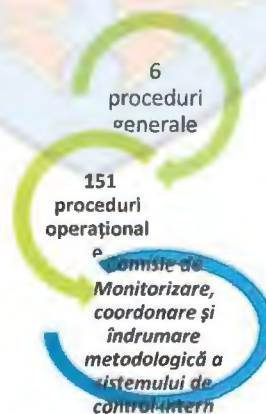 6
proceduri
generale
151
proceduri
operațional
e
Comisie de
Monitorizare,
coordonare și
îndrumare
metodologică a
sistemului de
control intern